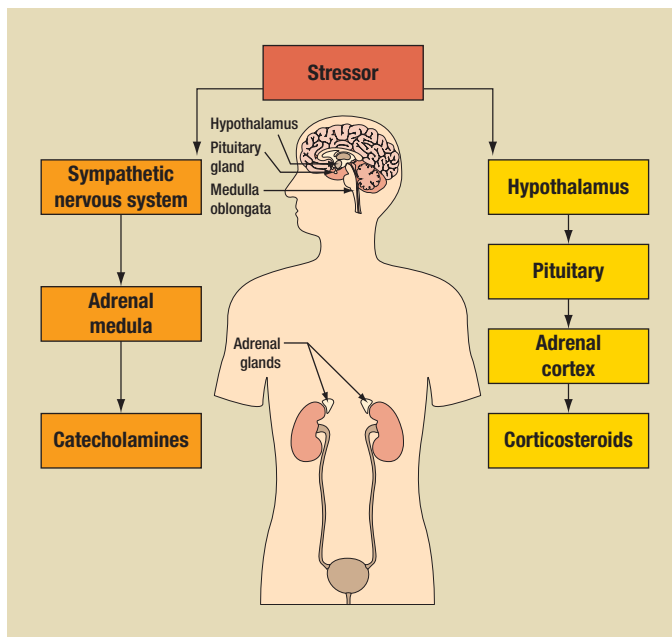 Stressor
Hypothalamus
Pituitary
gland
Medulla
oblongata
Sympathetic
nervous system
Adrenal
medula
Catecholamines
Adrenal
glands
Hypothalamus
Pituitary
Adrenal
cortex
Corticosteroids